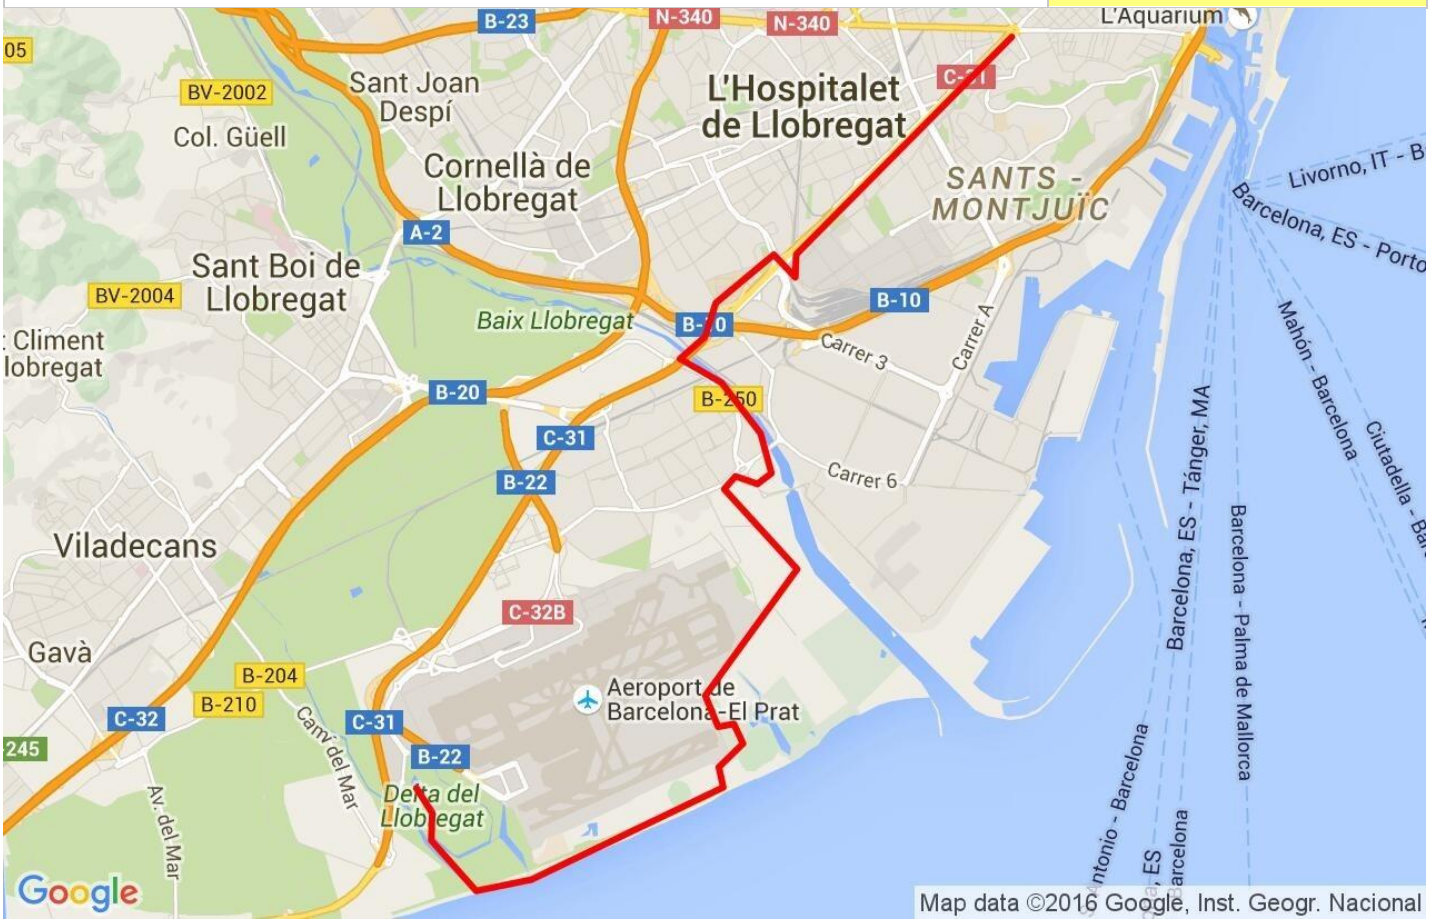 B-23
N-340
N-340
L'Aquarium
05
BV-2002
Sant Joan
Despí
L'Hospitalet
de Llobregat
C-31
Col. Güell
Cornellà de
Llobregat
SANTS -
MONTJUÏC
Livorno, IT - B
Barcelona, ES - Porto
A-2
Sant Boi de
Llobregat
BV-2004
Baix Llobregat
B-10
B-10
Climent
lobregat
Carrer 3
Carrer A
Mahón - Barcelona
B-20
B-250
C-31
Carrer 6
B-22
Barcelona, ES - Tánger, MA
Ciutadella - Bar
Viladecans
Barcelona - Palma de Mallorca
C-32B
Gavà
B-204
B-210
Aeroport de
Barcelona-El Prat
C-32
C-31
Camí del Mar
245
B-22
Delta del
Llobregat
Av. del Mar
Antonio - Barcelona
, ES
Barcelona
Google
Map data ©2016 Google, Inst. Geogr. Nacional